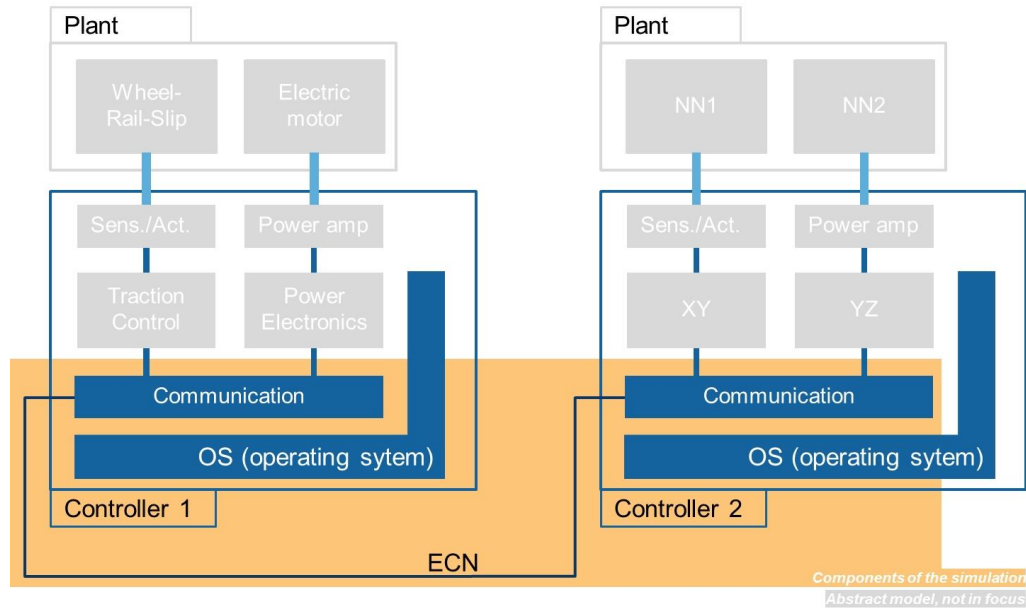 Plant
Wheel-
Rail-Slip
Electric
motor
Sens./Act.
Power amp
Traction
Control
Power
Electronics
Communication
OS (operating sytem)
Controller 1
Plant
NN1
NN2
Sens./Act.
Power amp
XY
YZ
Communication
OS (operating sytem)
Controller 2
ECN
Components of the simulation
Abstract model, not in focus